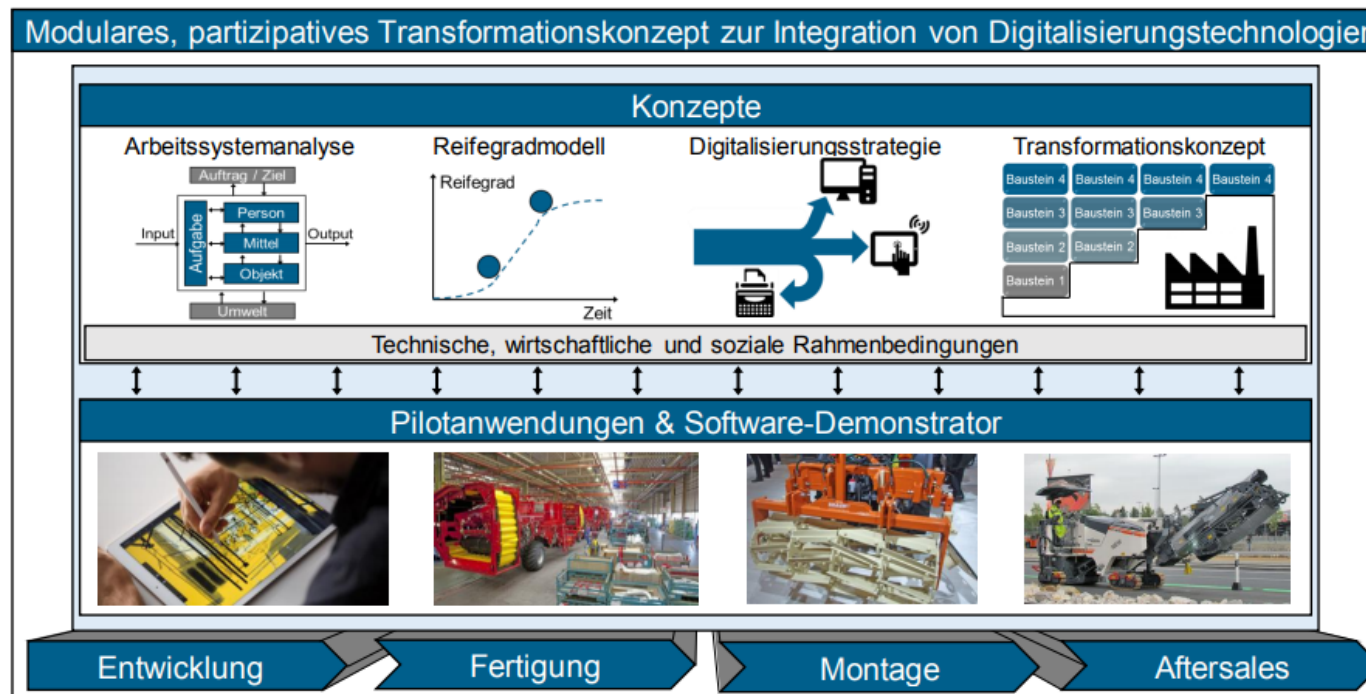 Modulares, partizipatives Transformationskonzept zur Integration von Digitalisierungstechnologien
Konzepte
Arbeitssystemanalyse
Reifegradmodell
Digitalisierungsstrategie
Transformationskonzept
Auftrag / Ziel
Input
Aufgabe
Person
Mittel
Objekt
Output
Umwelt
Reifegrad
Zeit
Baustein 4 Baustein 4 Baustein 4 Baustein 4
Baustein 3 Baustein 3 Baustein 3
Baustein 2 Baustein 2
Baustein 1
Technische, wirtschaftliche und soziale Rahmenbedingungen
Pilotanwendungen & Software-Demonstrator
Entwicklung
Fertigung
Montage
Aftersales